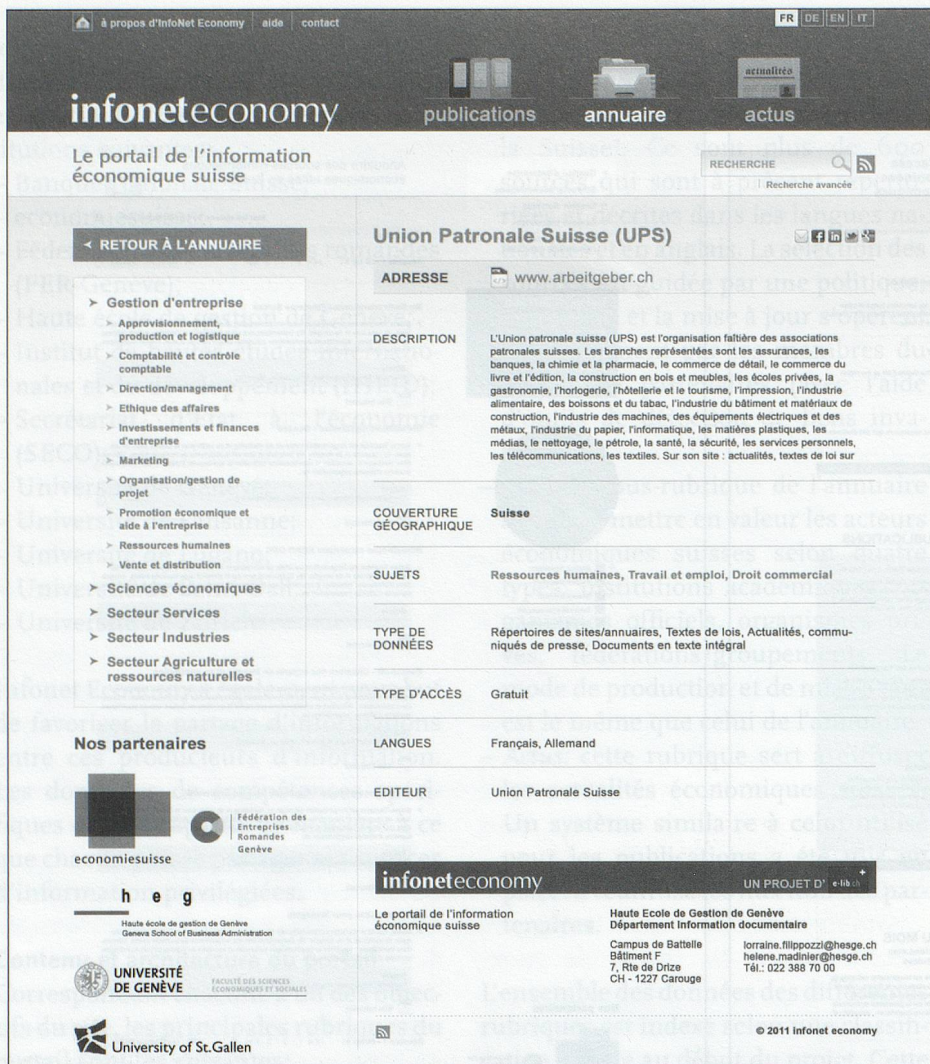 à propos d'InfoNet Economy | aide | contact
FR DE EN IT
infoneteconomy
publications
annuaire
actualités
actus
Le portail de l'information
économique suisse
RECHERCHE
Recherche avancée
RETOUR À L'ANNUAIRE
Gestion d'entreprise
Approvisionnement,
production et logistique
Comptabilité et contrôle
comptable
Direction/management
Ethique des affaires
Investissement et finances
d'entreprise
Marketing
Organisation/gestion de
projet
Promotion économique et
aide à l'entreprise
Ressources humaines
Vente et distribution
Sciences économiques
Secteur Services
Secteur Industries
Secteur Agriculture et
ressources naturelles
Nos partenaires
economiesuisse
Fédération des
Entreprises
Romandes
Genève
h e g
Haute école de gestion de Genève
Geneva School of Business Administration
UNIVERSITÉ
DE GENÈVE
FACULTÉ DES SCIENCES
ÉCONOMIQUES ET SOCIALES
University of St.Gallen
Union Patronale Suisse (UPS)
ADRESSE www.arbeitgeber.ch
DESCRIPTION
L'Union patronale suisse (UPS) est l'organisation faîtière des associations
patronales suisses. Les branches représentées sont les assurances, les
banques, la chimie et la pharmacie, le commerce de détail, le commerce du
livre et l'édition, la construction en bois et meubles, les écoles privées, la
gastronomie, l'horlogerie, l'hôtellerie et le tourisme, l'impression, l'industrie
alimentaire, des boissons et du tabac, l'industrie du bâtiment et matériaux de
construction, l'industrie des machines, des équipements électriques et des
métaux, l'industrie du papier, l'informatique, les matières plastiques, les
médias, le nettoyage, le pétrole, la santé, la sécurité, les services personnels,
les télécommunications, les textiles. Sur son site : actualités, textes de loi sur
COUVERTURE
GÉOGRAPHIQUE
Suisse
SUJETS
Ressources humaines, Travail et emploi, Droit commercial
TYPE DE
DONNÉES
Répertoires de sites/annuaires, Textes de lois, Actualités, commu-
niqués de presse, Documents en texte intégral
TYPE D'ACCÈS
Gratuit
LANGUES
Français, Allemand
EDITEUR
Union Patronale Suisse
infoneteconomy
UN PROJET D' e-lib.ch
Le portail de l'information
économique suisse
Haute Ecole de Gestion de Genève
Département Information documentaire
Campus de Battelle
Bâtiment F
7, Rte de Drize
CH - 1227 Carouge
lorraine.filippozzi@hesge.ch
helene.madinier@hesge.ch
Tél.: 022 388 70 00
© 2011 infonet economy